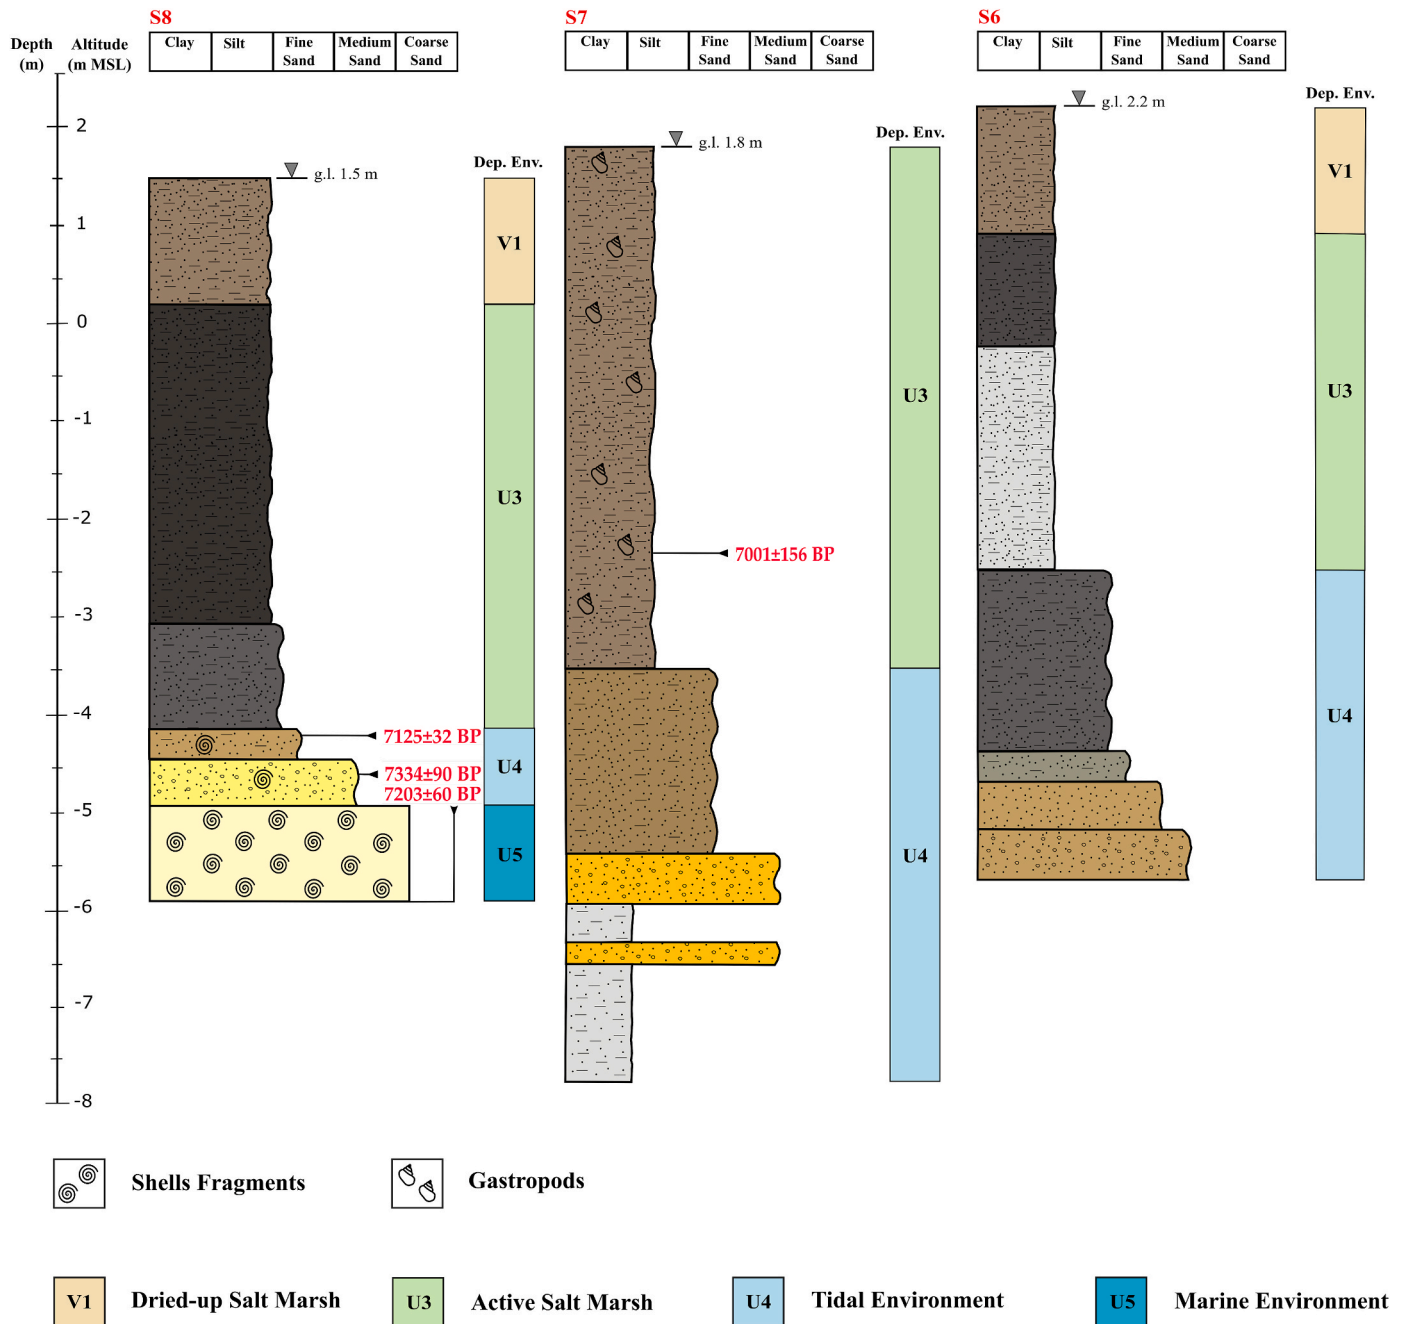 S8
S7
S6
Depth (m)
Altitude (m MSL)
Clay
Silt
Fine Sand
Medium Sand
Coarse Sand
Clay
Silt
Fine Sand
Medium Sand
Coarse Sand
Clay
Silt
Fine Sand
Medium Sand
Coarse Sand
g.l. 1.5 m
g.l. 1.8 m
g.l. 2.2 m
Dep. Env.
Dep. Env.
Dep. Env.
2
1
0
-1
-2
-3
-4
-5
-6
-7
-8
V1
U3
U4
U5
7125±32 BP
7334±90 BP
7203±60 BP
U3
U4
7001±156 BP
V1
U3
U4
Shells Fragments
Gastropods
V1 Dried-up Salt Marsh
U3 Active Salt Marsh
U4 Tidal Environment
U5 Marine Environment